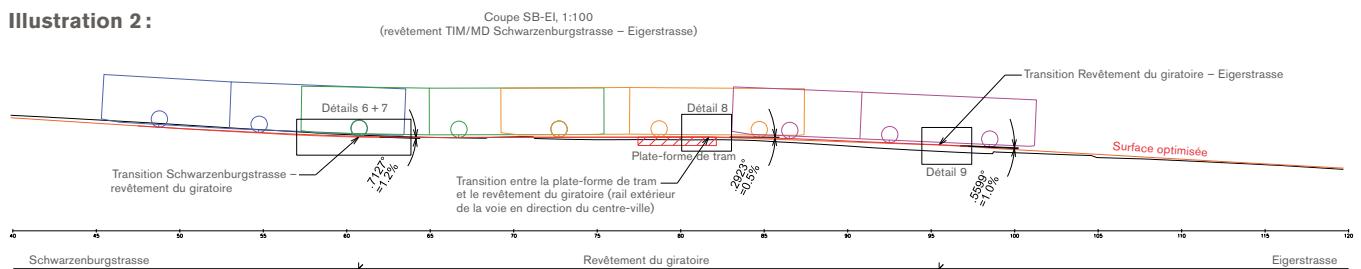 Illustration 2 :
Coupe SB-EI, 1:100
(revêtement TIM/MD Schwarzenburgstrasse – Eigerstrasse)
Transition Revêtement du giratoire – Eigerstrasse
Détails 6 + 7
Détail 8
Surface optimisée
Plate-forme de tram
Détail 9
Transition Schwarzenburgstrasse –
revêtement du giratoire
.7127°
=1.2%
Transition entre la plate-forme de tram
et le revêtement du giratoire (rail extérieur
de la voie en direction du centre-ville)
.2923°
=0.5%
.5599°
=1.0%
40 45 50 55 60 65 70 75 80 85 90 95 100 105 110 115 120
Schwarzenburgstrasse Revêtement du giratoire Eigerstrasse